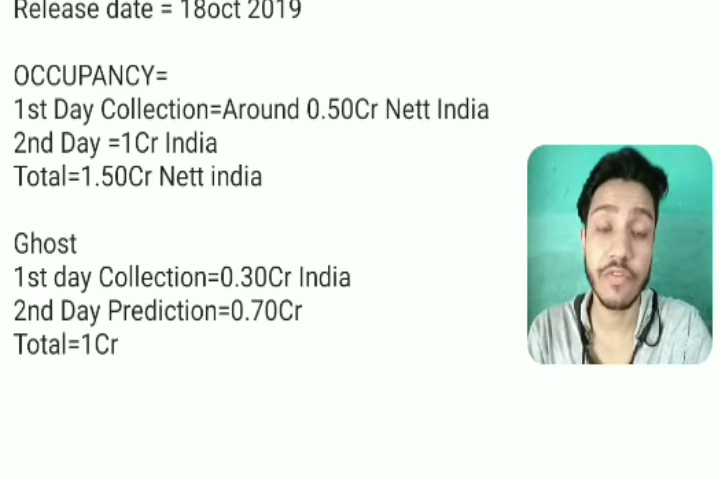 Release date = 18oct 2019
OCCUPANCY=
1st Day Collection=Around 0.50Cr Nett India
2nd Day =1Cr India
Total=1.50Cr Nett india
Ghost
1st day Collection=0.30Cr India
2nd Day Prediction=0.70Cr
Total=1Cr